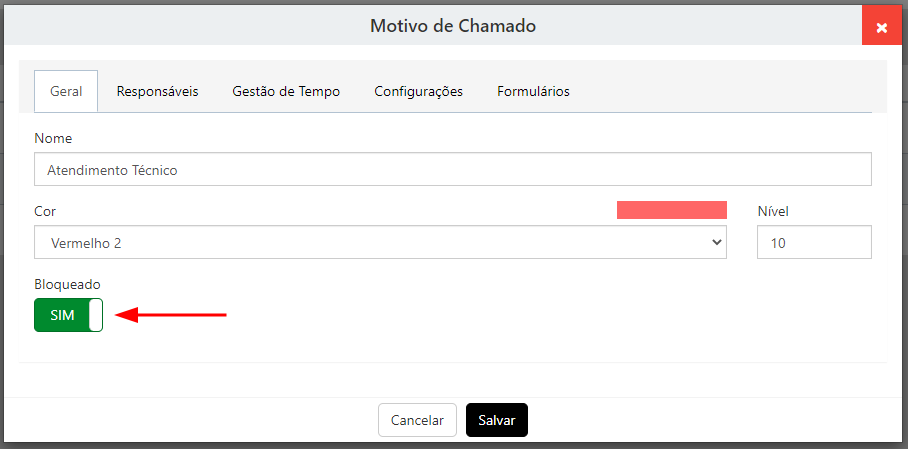 Motivo de Chamado
Geral Responsáveis Gestão de Tempo Configurações Formulários
Nome
Atendimento Técnico
Cor Nível
Vermelho 2 10
Bloqueado
SIM
Cancelar Salvar